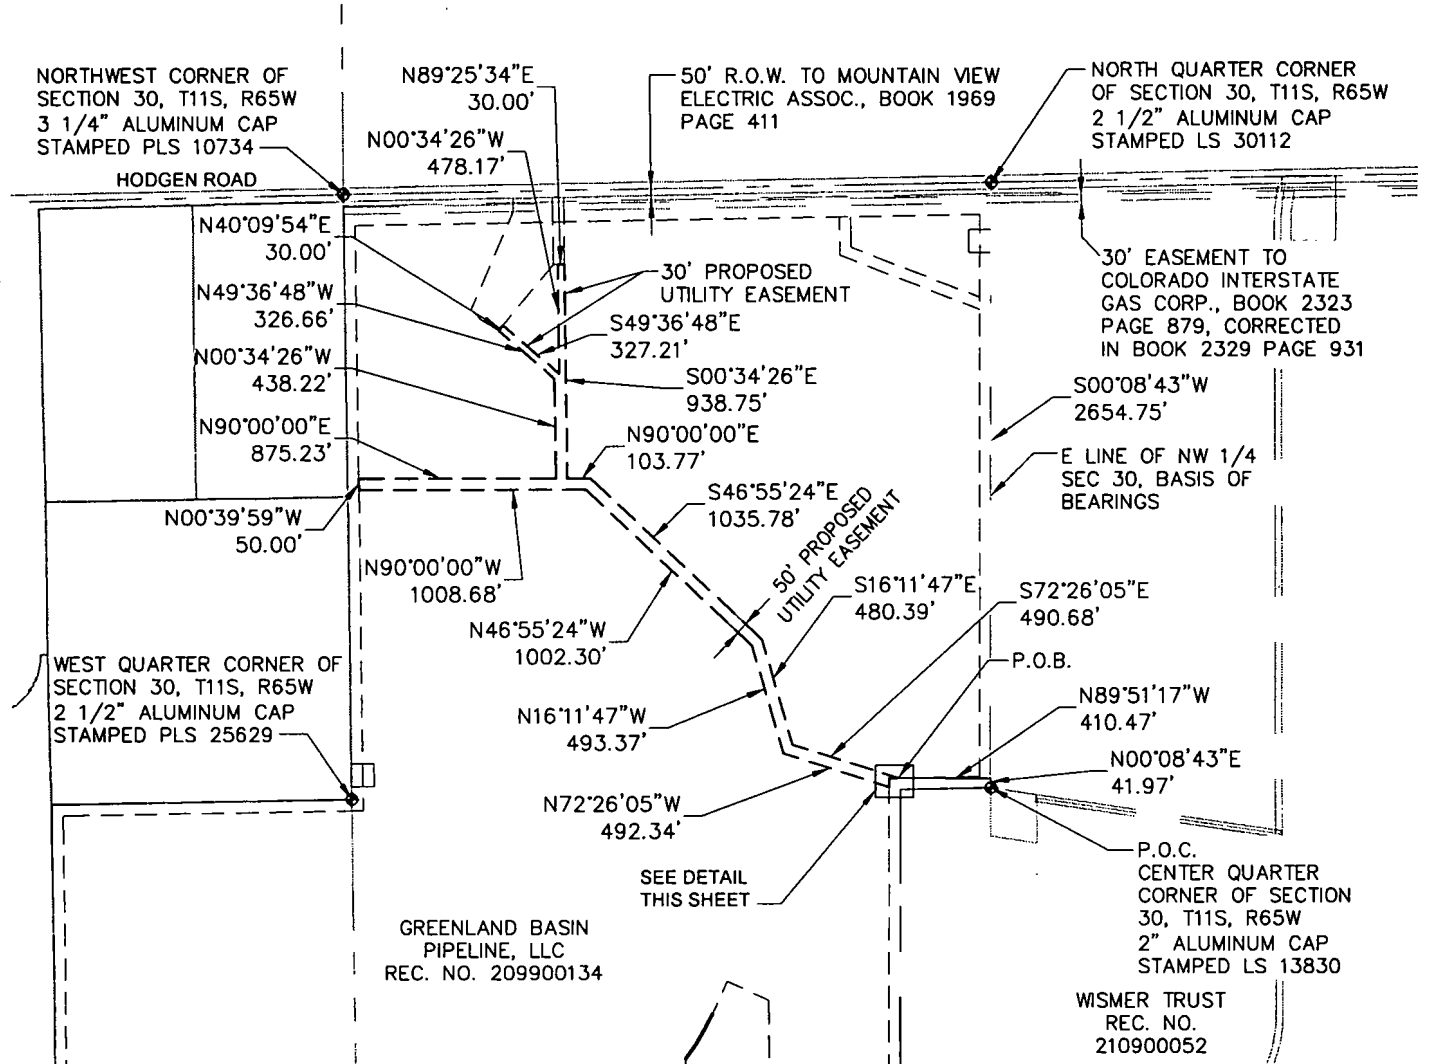 NORTHWEST CORNER OF
SECTION 30, T11S, R65W
3 1/4" ALUMINUM CAP
STAMPED PLS 10734
HODGEN ROAD
N89°25'34"E
30.00'
N00°34'26"W
478.17'
50' R.O.W. TO MOUNTAIN VIEW
ELECTRIC ASSOC., BOOK 1969
PAGE 411
NORTH QUARTER CORNER
OF SECTION 30, T11S, R65W
2 1/2" ALUMINUM CAP
STAMPED LS 30112
N40°09'54"E
30.00'
N49°36'48"W
326.66'
N00°34'26"W
438.22'
N90°00'00"E
875.23'
N00°39'59"W
50.00'
30' PROPOSED
UTILITY EASEMENT
S49°36'48"E
327.21'
S00°34'26"E
938.75'
N90°00'00"E
103.77'
30' EASEMENT TO
COLORADO INTERSTATE
GAS CORP., BOOK 2323
PAGE 879, CORRECTED
IN BOOK 2329 PAGE 931
S00°08'43"W
2654.75'
E LINE OF NW 1/4
SEC 30, BASIS OF
BEARINGS
S46°55'24"E
1035.78'
50' PROPOSED
UTILITY EASEMENT
N90°00'00"W
1008.68'
N46°55'24"W
1002.30'
S16°11'47"E
480.39'
S72°26'05"E
490.68'
P.O.B.
WEST QUARTER CORNER OF
SECTION 30, T11S, R65W
2 1/2" ALUMINUM CAP
STAMPED PLS 25629
N16°11'47"W
493.37'
N89°51'17"W
410.47'
N00°08'43"E
41.97'
N72°26'05"W
492.34'
SEE DETAIL
THIS SHEET
P.O.C.
CENTER QUARTER
CORNER OF SECTION
30, T11S, R65W
2" ALUMINUM CAP
STAMPED LS 13830
GREENLAND BASIN
PIPELINE, LLC
REC. NO. 209900134
WISMER TRUST
REC. NO.
210900052